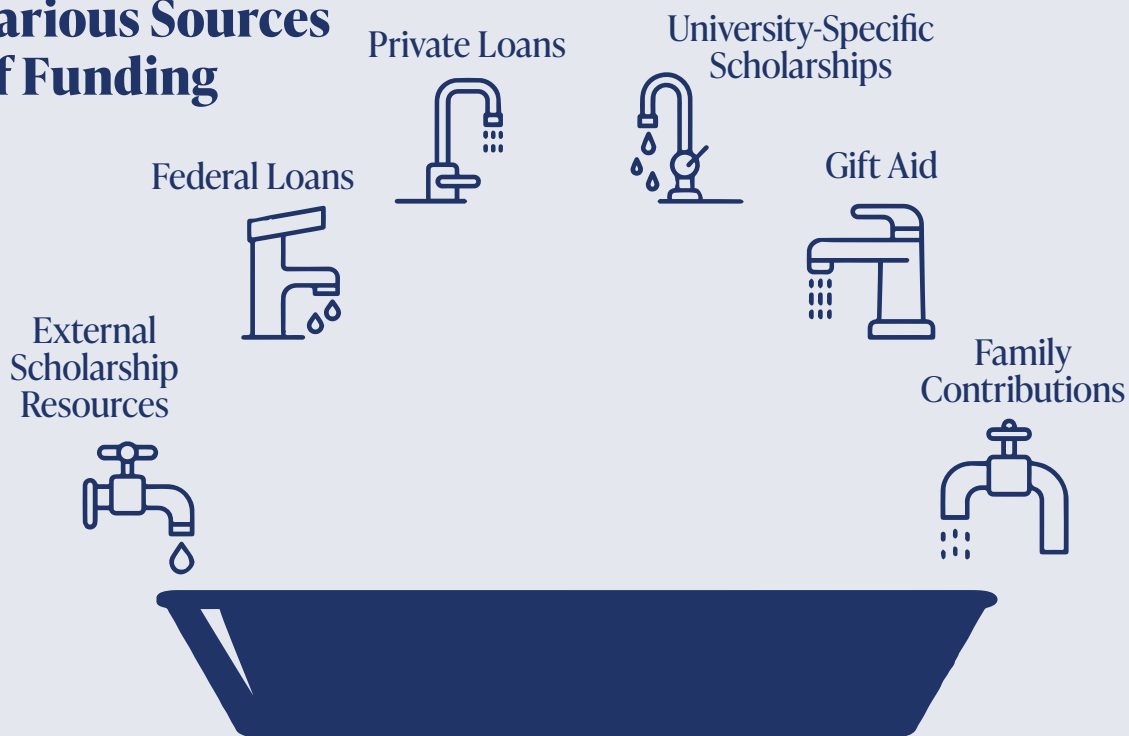 arious Sources
f Funding
Private Loans
University-Specific
Scholarships
Federal Loans
Gift Aid
External
Scholarship
Resources
Family
Contributions